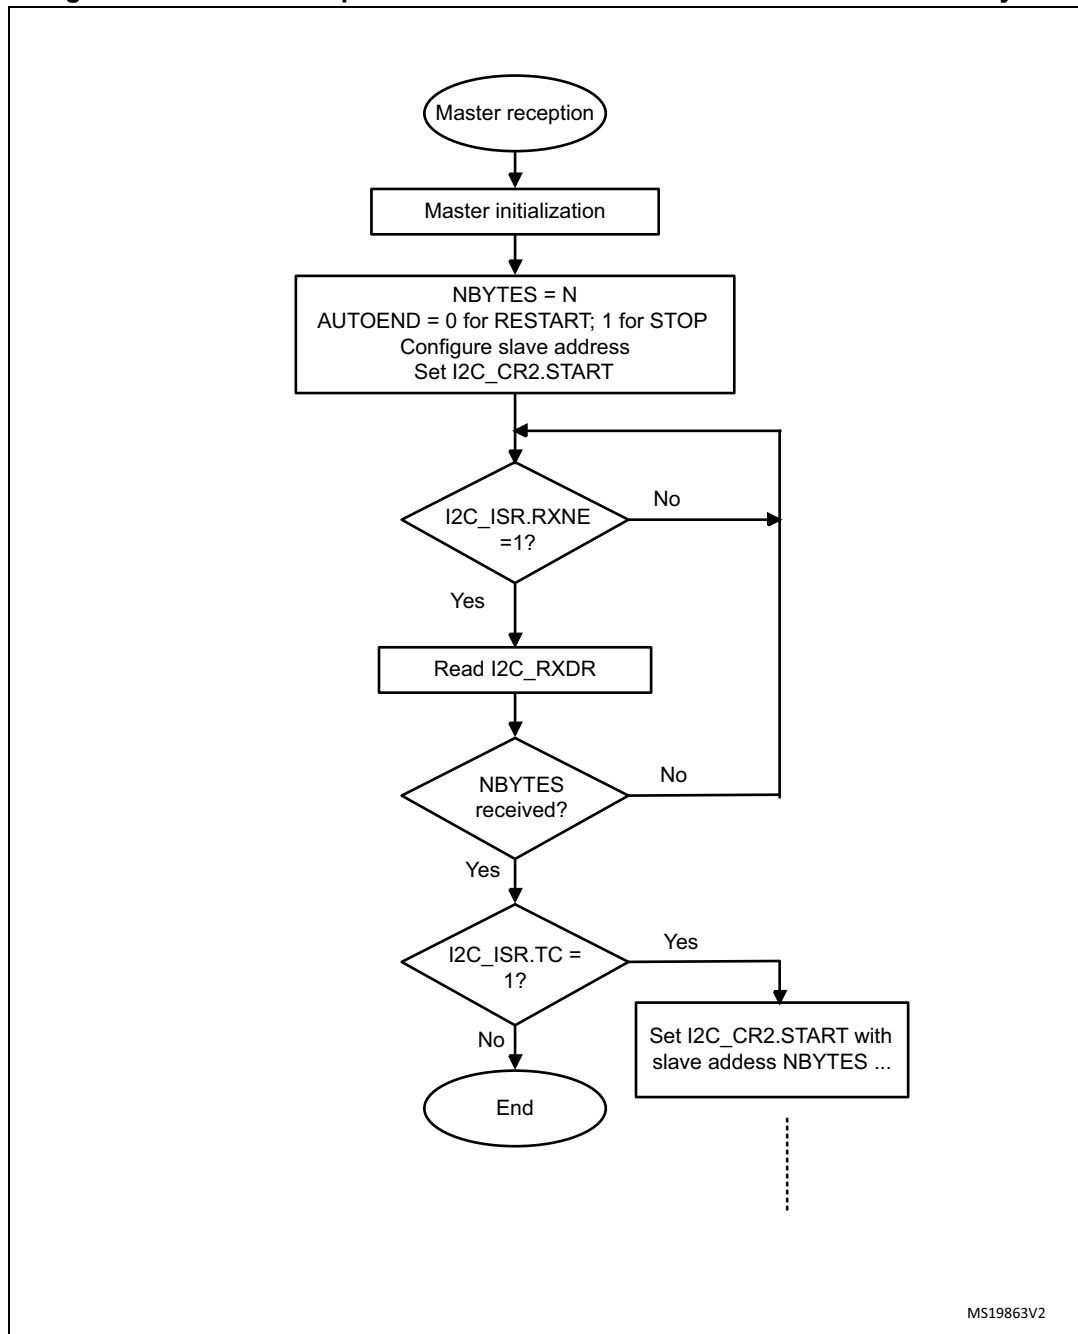 Master reception
Master initialization
NBYTES = N
AUTOEND = 0 for RESTART; 1 for STOP
Configure slave address
Set I2C_CR2.START
I2C_ISR.RXNE
=1?
No
Yes
Read I2C_RXDR
NBYTES
received?
No
Yes
I2C_ISR.TC =
1?
Yes
No
Set I2C_CR2.START with
slave addess NBYTES ...
End
MS19863V2